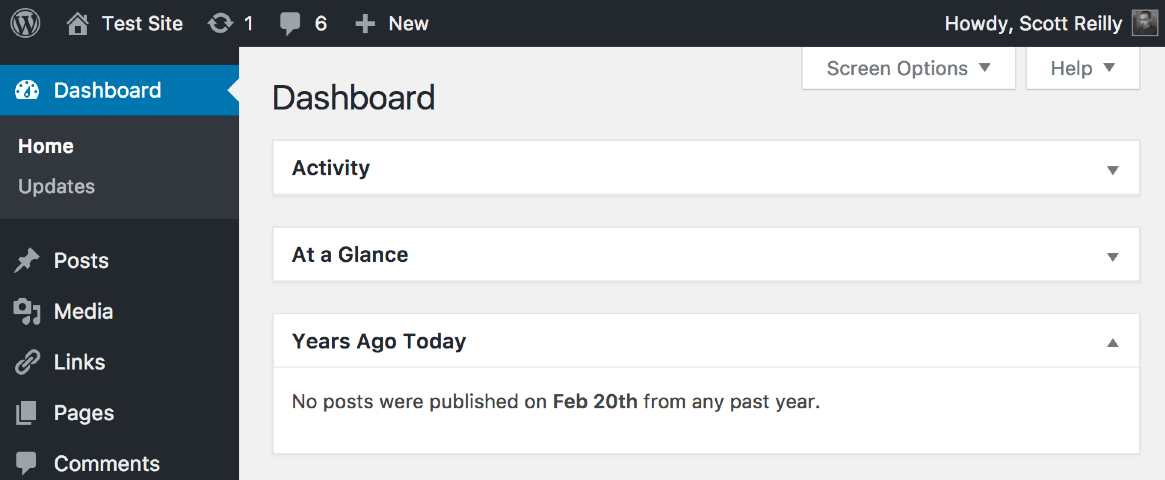 Test Site 1 6 New Howdy, Scott Reilly
Screen Options Help
Dashboard
Home
Updates
Posts
Media
Links
Pages
Comments
Dashboard
Activity
At a Glance
Years Ago Today
No posts were published on Feb 20th from any past year.